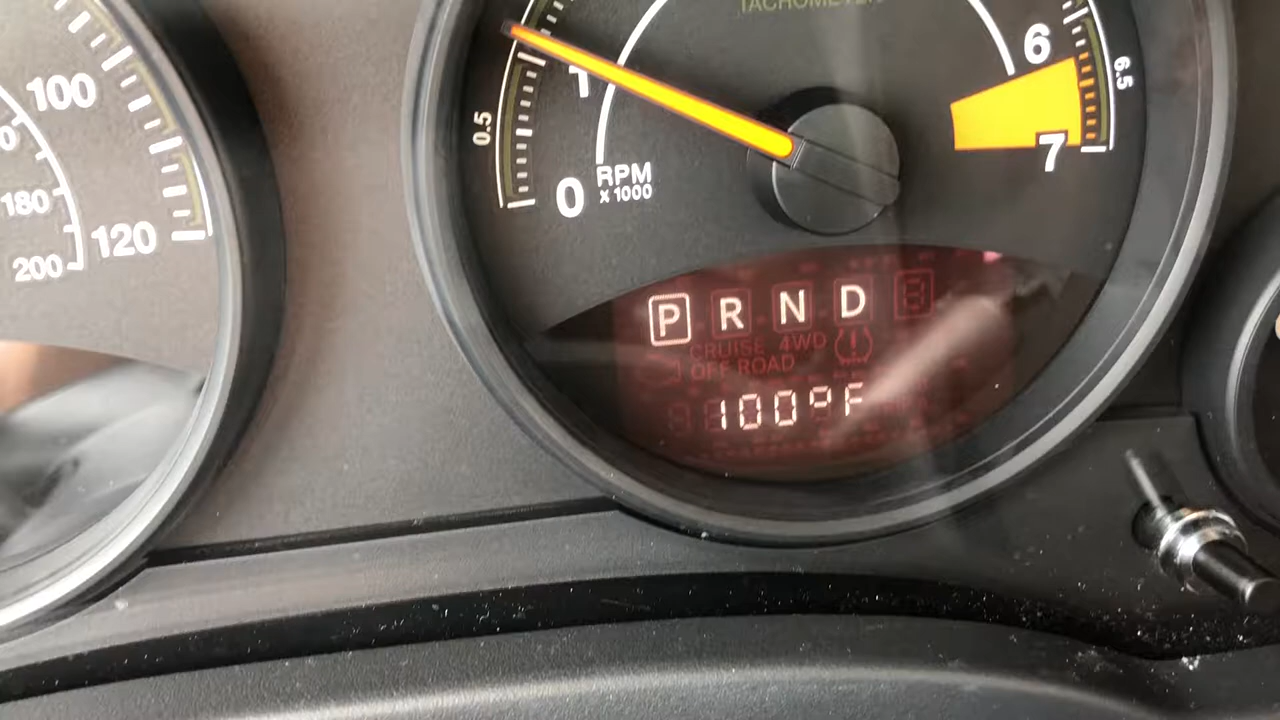 TACHOMETER
100
120
180
200
0.5
1
0
RPM
x 1000
6
6.5
7
P R N D
CRUISE 4WD
OFF ROAD
100°F